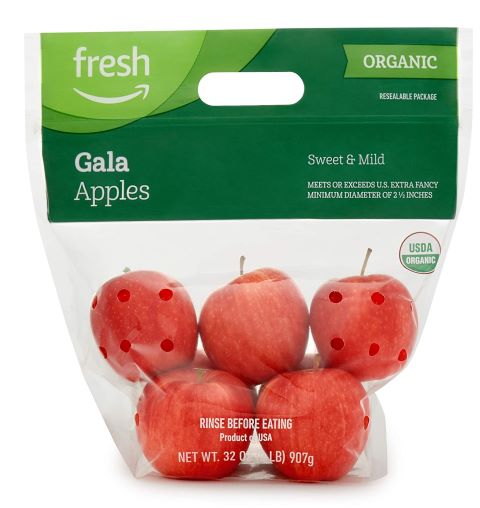 fresh
ORGANIC
RESEALABLE PACKAGE
Gala
Apples
Sweet & Mild
MEETS OR EXCEEDS U.S. EXTRA FANCY
MINIMUM DIAMETER OF 2 ½ INCHES
USDA
ORGANIC
RINSE BEFORE EATING
Product of USA
NET WT. 32 LB) 907g